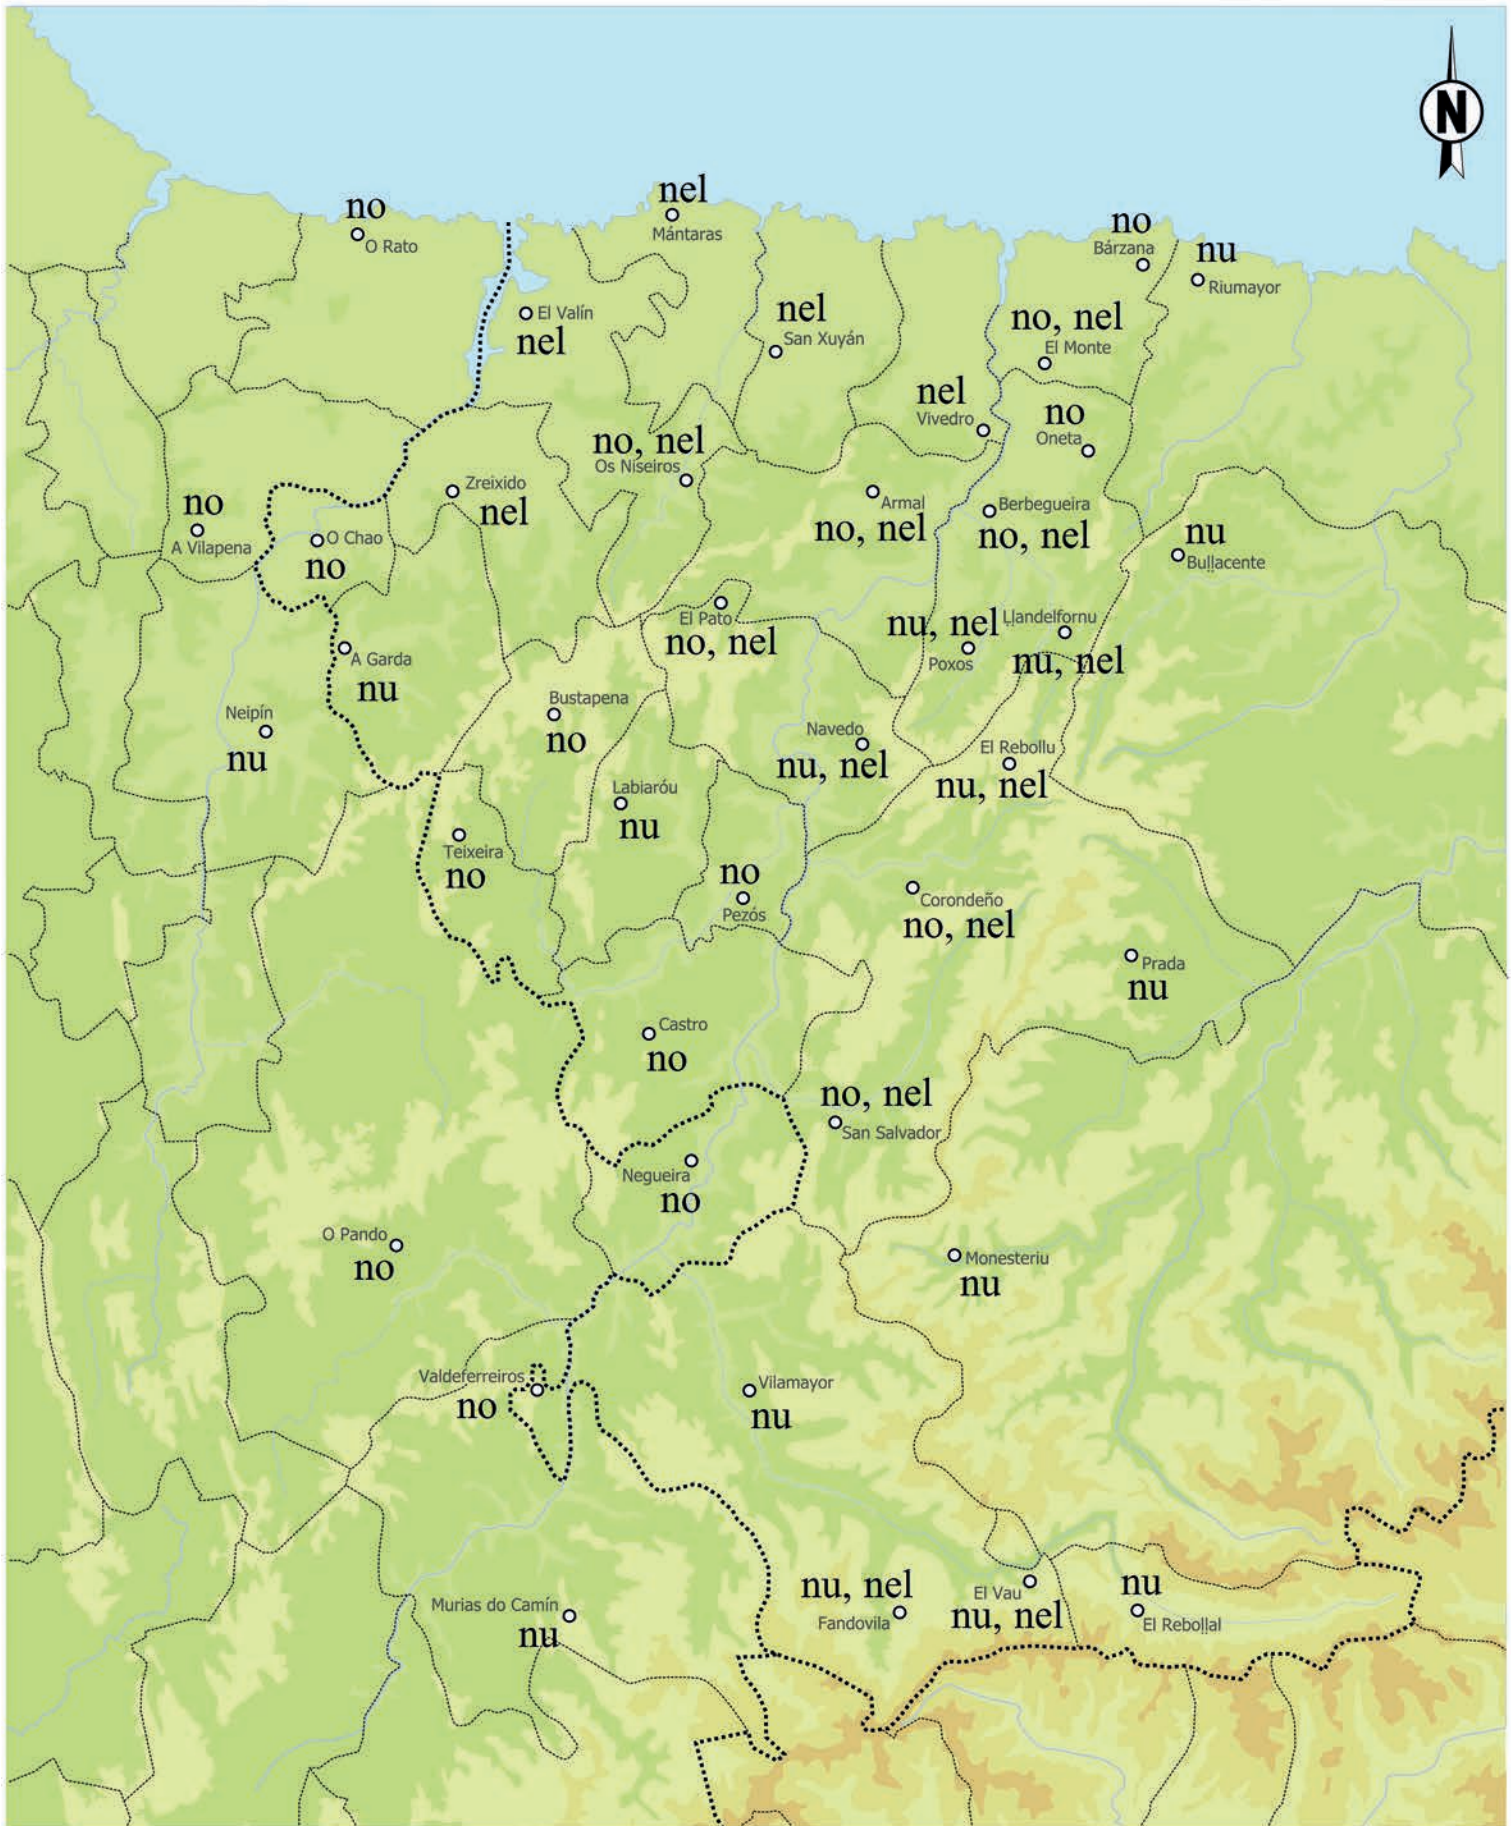 N
nel
Mántaras
no
O Rato
no
Bárzana
nu
Riumayor
El Valín
nel
nel
San Xuyán
no, nel
El Monte
nel
Vivedro
no
Oneta
no, nel
Os Niseiros
Zreixido
nel
Armal
no, nel
Berbegueira
no, nel
no
A Vilapena
O Chao
no
nu
Buḷḷacente
El Pato
no, nel
nu, nel
Poxos
Ḷḷandelfornu
nu, nel
A Garda
nu
Neipín
nu
Bustapena
no
Navedo
nu, nel
El Rebollu
nu, nel
Labiaróu
nu
Teixeira
no
no
Pezós
Corondeño
no, nel
Prada
nu
Castro
no
no, nel
San Salvador
Negueira
no
O Pando
no
Monesteriu
nu
Valdeferreiros
no
Vilamayor
nu
nu, nel
Fandovila
El Vau
nu, nel
nu
El Reboḷḷal
Murias do Camín
nu